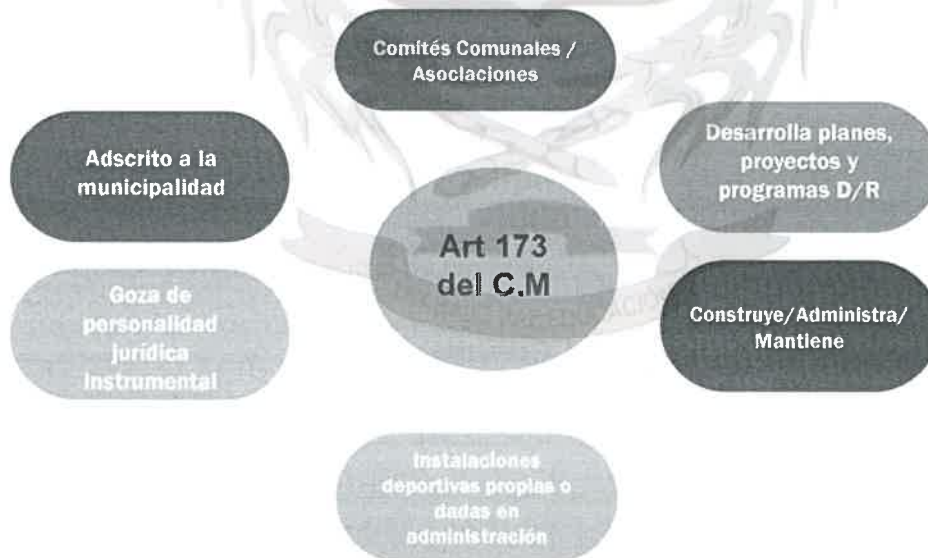 Comités Comunales /
Asociaciones
Adscrito a la
municipalidad
Desarrolla planes,
proyectos y
programas D/R
Art 173
del C.M
Goza de
personalidad
jurídica
instrumental
Construye/Administra/
Mantiene
Instalaciones
deportivas propias o
dadas en
administración